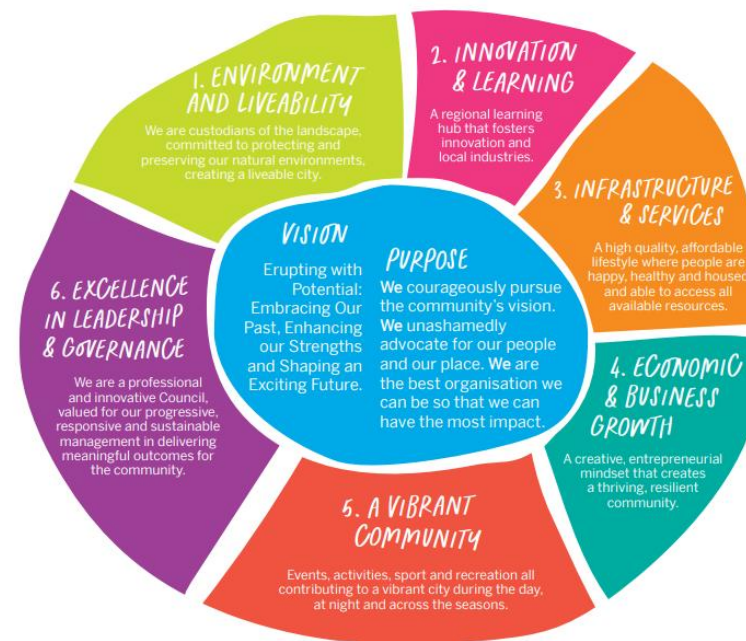 1. ENVIRONMENT
AND LIVEABILITY
We are custodians of the landscape,
committed to protecting and
preserving our natural environments,
creating a liveable city.
2. INNOVATION
& LEARNING
A regional learning
hub that fosters
innovation and
local industries.
3. INFRASTRUCTURE
& SERVICES
A high quality, affordable
lifestyle where people are
happy, healthy and housed
and able to access all
available resources.
4. ECONOMIC
& BUSINESS
GROWTH
A creative, entrepreneurial
mindset that creates
a thriving, resilient
community.
5. A VIBRANT
COMMUNITY
Events, activities, sport and recreation all
contributing to a vibrant city during the day,
at night and across the seasons.
6. EXCELLENCE
IN LEADERSHIP
& GOVERNANCE
We are a professional
and innovative Council,
valued for our progressive,
responsive and sustainable
management in delivering
meaningful outcomes for
the community.
VISION
Erupting with
Potential:
Embracing Our
Past, Enhancing
our Strengths
and Shaping an
Exciting Future.
PURPOSE
We courageously pursue
the community's vision.
We unashamedly
advocate for our people
and our place. We are
the best organisation we
can be so that we can
have the most impact.